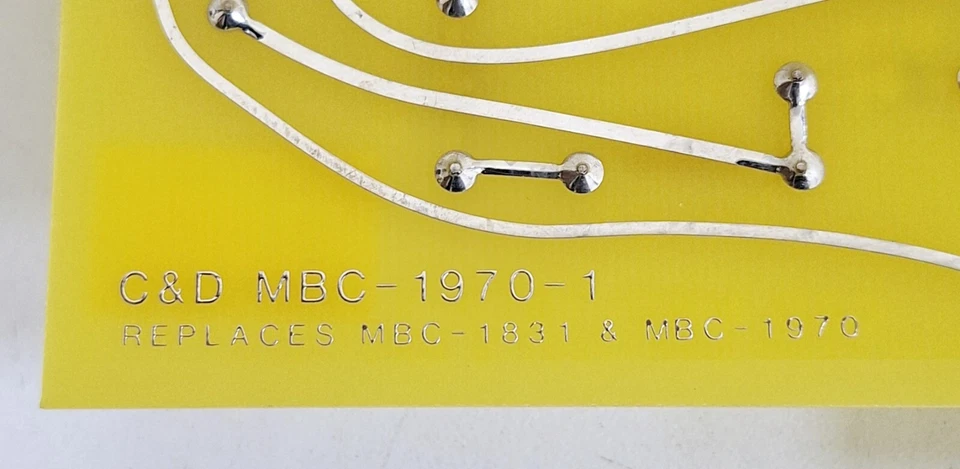 C&D MBC-1970-1
REPLACES MBC-1831 & MBC-1970